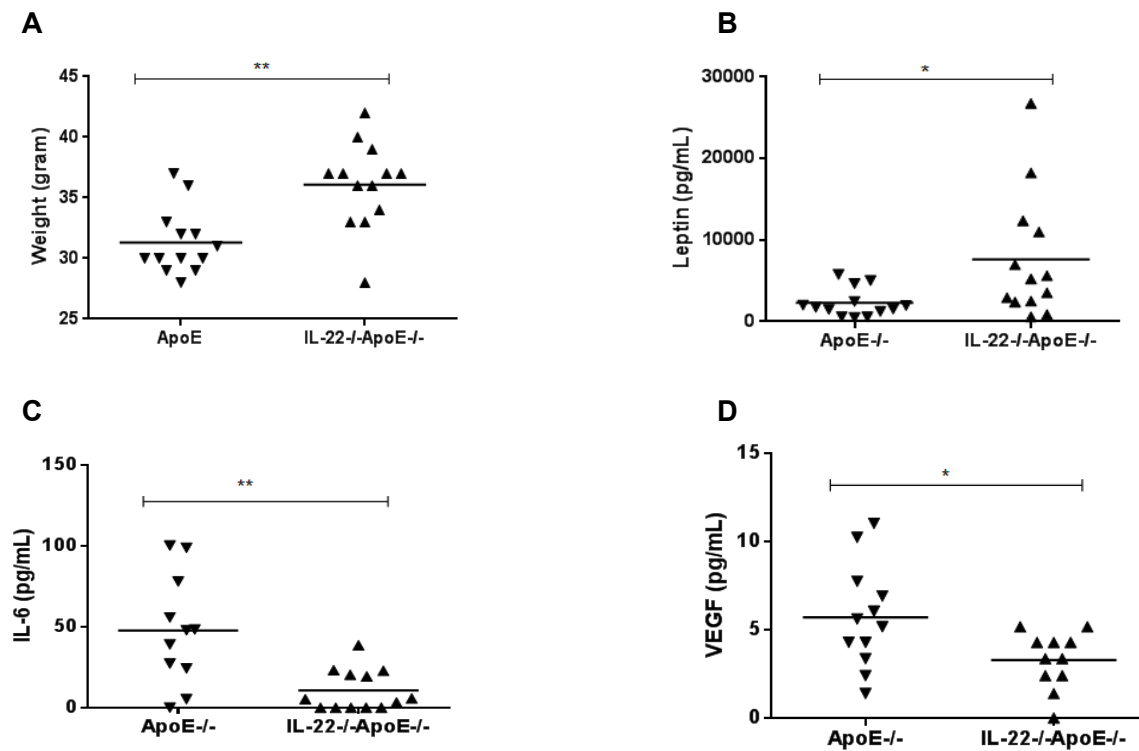 A
**
45
40
35
30
25
Weight (gram)
ApoE
IL-22-/-ApoE-/-
B
*
30000
20000
10000
0
Leptin (pg/mL)
ApoE-/-
IL-22-/-ApoE-/-
C
**
150
100
50
0
IL-6 (pg/mL)
ApoE-/-
IL-22-/-ApoE-/-
D
*
15
10
5
0
VEGF (pg/mL)
ApoE-/-
IL-22-/-ApoE-/-